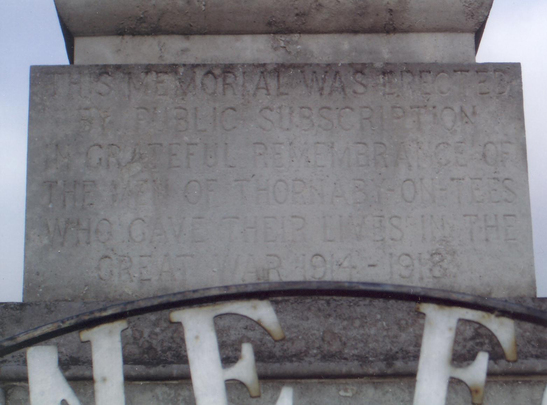 THIS MEMORIAL WAS ERECTED
BY PUBLIC SUBSCRIPTION
IN GRATEFUL REMEMBRANCE OF
THE MEN OF THORNABY-ON-TEES
WHO GAVE THEIR LIVES IN THE
GREAT WAR 1914-1918
NE F